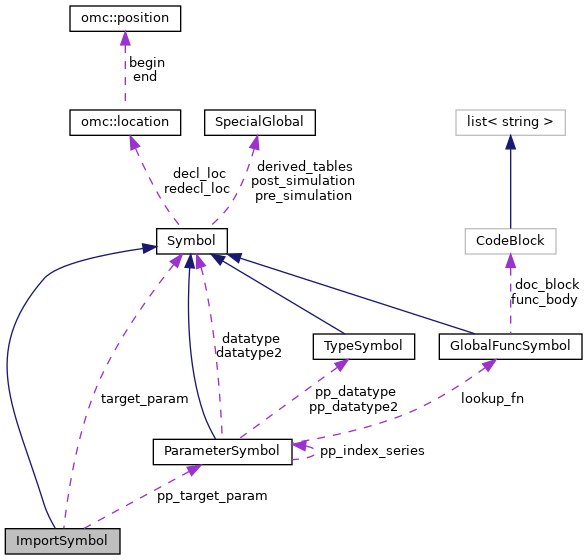 omc::position
begin
end
omc::location
SpecialGlobal
list< string >
decl_loc
redecl_loc
derived_tables
post_simulation
pre_simulation
Symbol
CodeBlock
doc_block
func_body
datatype
datatype2
TypeSymbol
GlobalFuncSymbol
target_param
pp_datatype
pp_datatype2
lookup_fn
ParameterSymbol
pp_index_series
pp_target_param
ImportSymbol